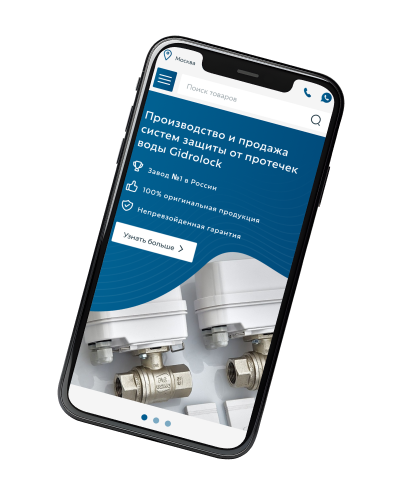 Москва
Поиск товаров
Производство и продажа
систем защиты от протечек
воды Gidrolock
Завод №1 в России
100% оригинальная продукция
Непревзойденная гарантия
Узнать больше